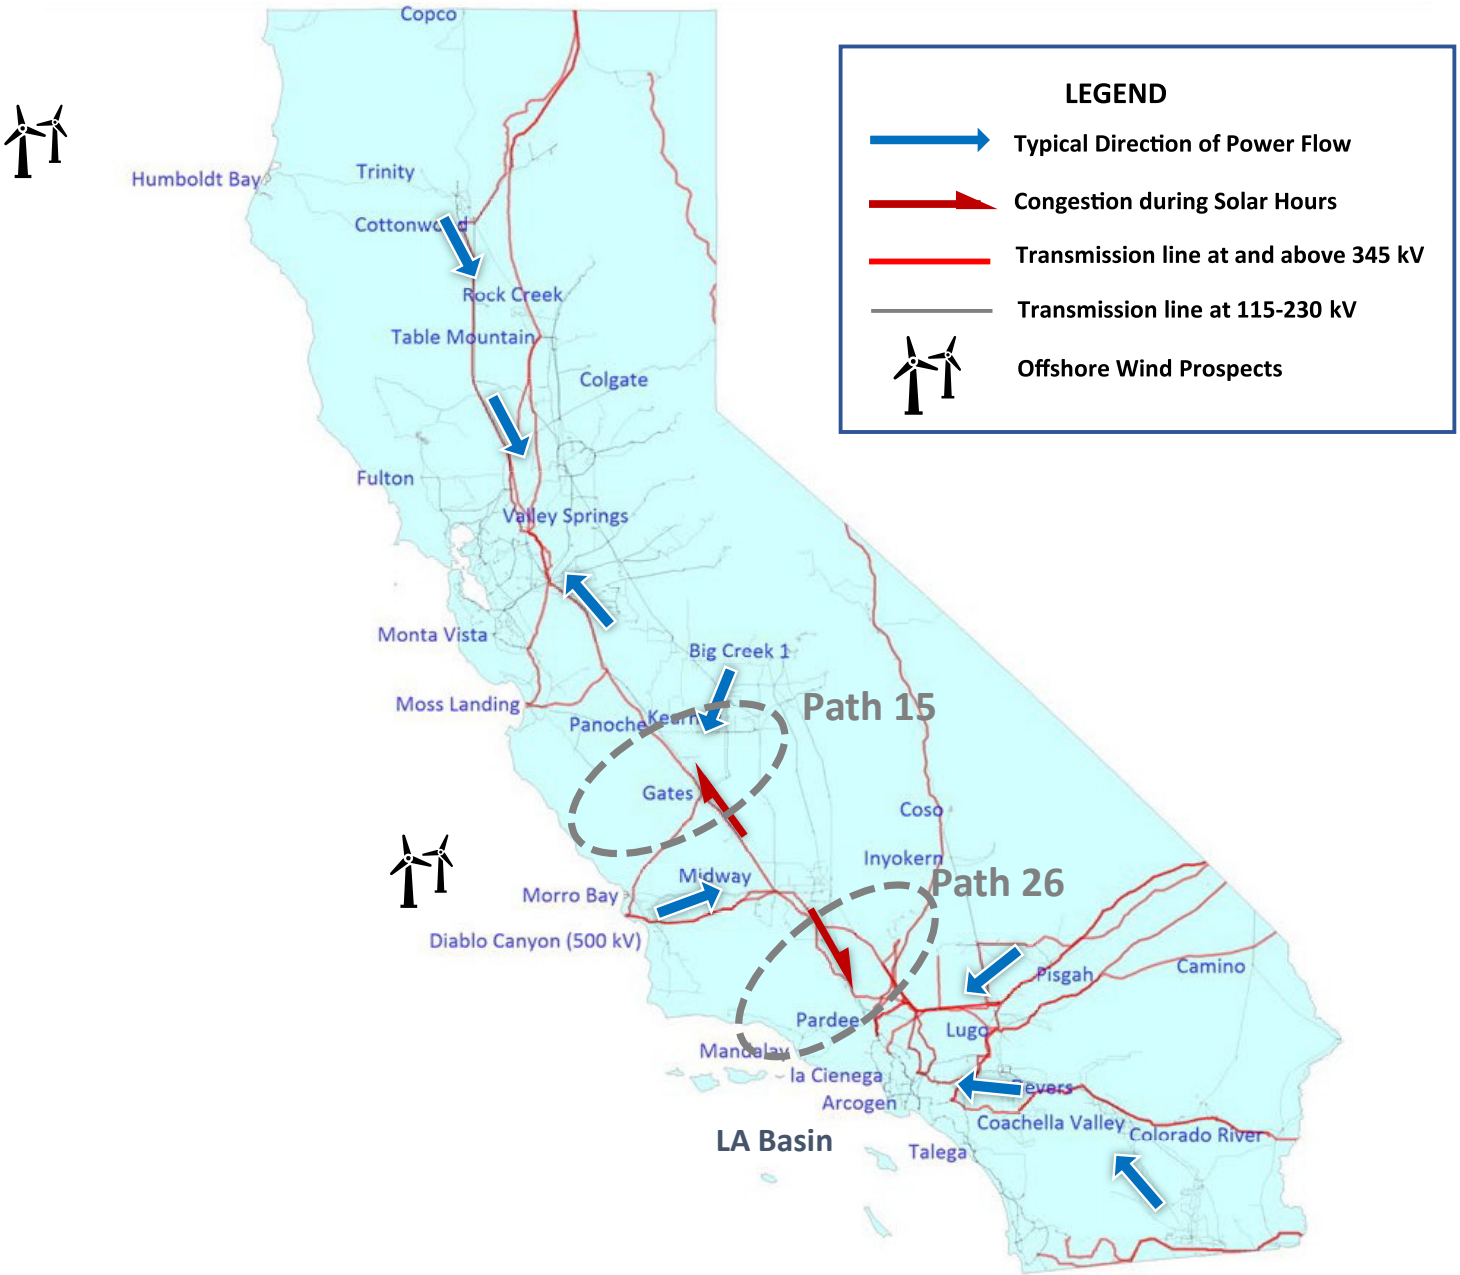 Copco
LEGEND
Typical Direction of Power Flow
Congestion during Solar Hours
Transmission line at and above 345 kV
Transmission line at 115-230 kV
Offshore Wind Prospects
Humboldt Bay
Trinity
Cottonwood
Rock Creek
Table Mountain
Colgate
Fulton
Valley Springs
Monta Vista
Big Creek 1
Moss Landing
Panoche
Kearn
Path 15
Gates
Coso
Inyokern
Midway
Path 26
Morro Bay
Diablo Canyon (500 kV)
Pisgah
Camino
Pardee
Lugo
Mandalay
la Cienega
Devers
Arcogen
Coachella Valley
Colorado River
LA Basin
Talega